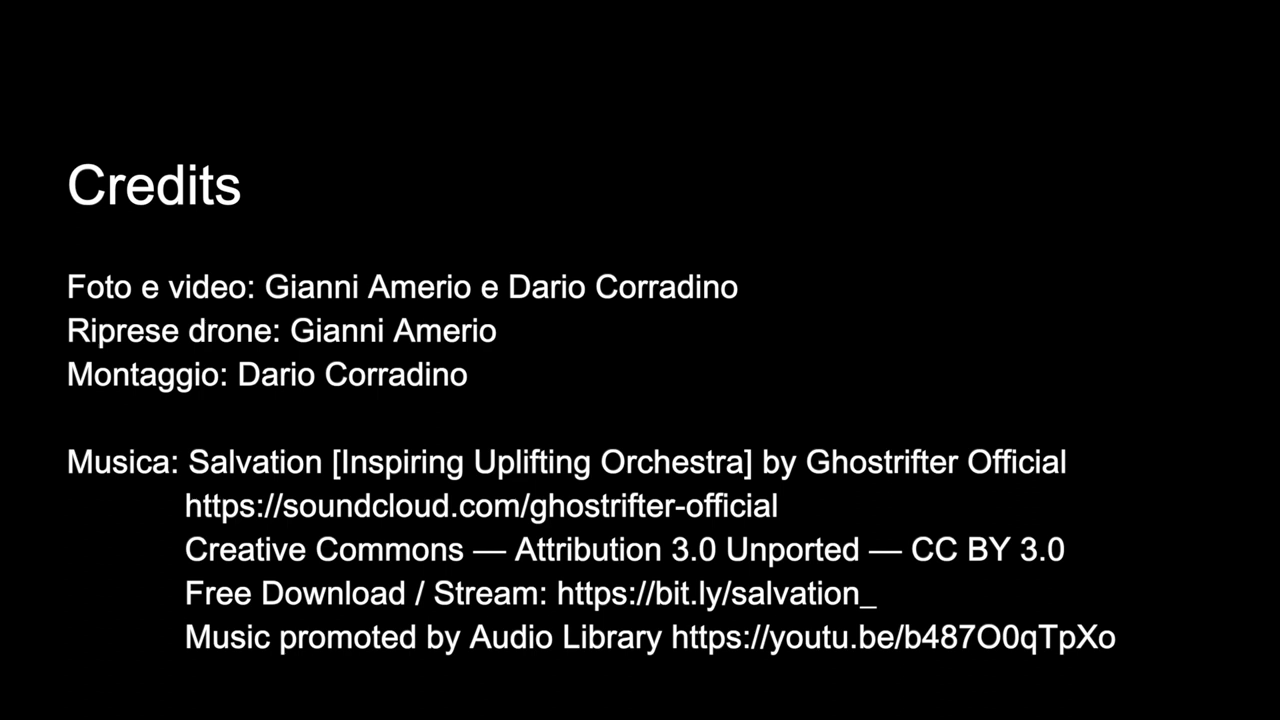 Credits
Foto e video: Gianni Amerio e Dario Corradino
Riprese drone: Gianni Amerio
Montaggio: Dario Corradino
Musica: Salvation [Inspiring Uplifting Orchestra] by Ghostrifter Official
https://soundcloud.com/ghostrifter-official
Creative Commons — Attribution 3.0 Unported — CC BY 3.0
Free Download / Stream: https://bit.ly/salvation_
Music promoted by Audio Library https://youtu.be/b487O0qTpXo